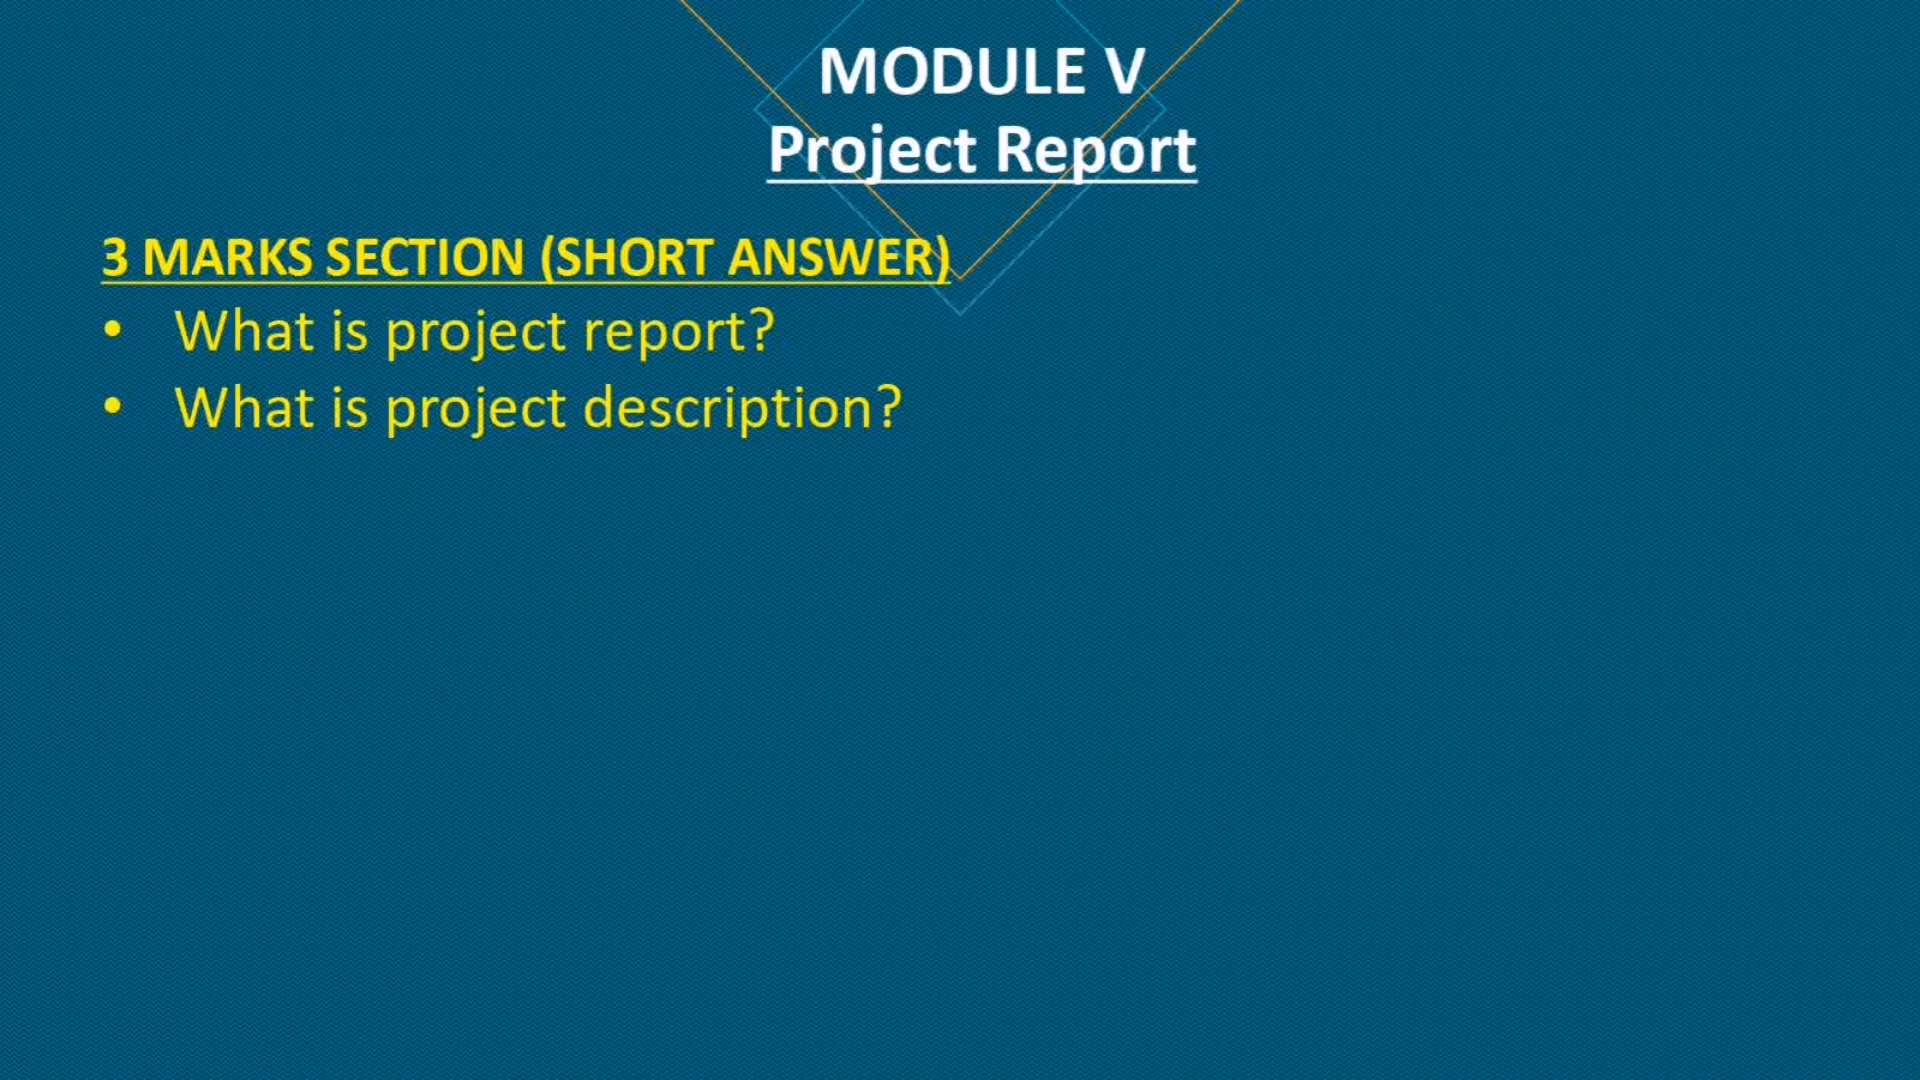 MODULE V
Project Report
3 MARKS SECTION (SHORT ANSWER)
• What is project report?
• What is project description?